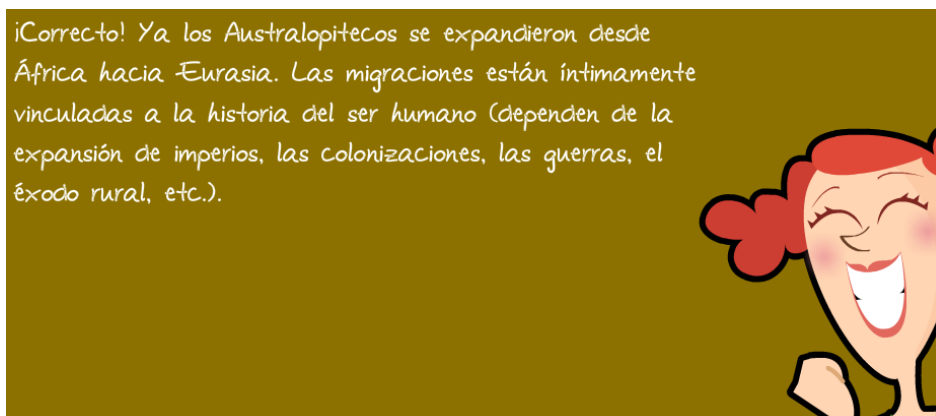 ¡Correcto! Ya los Australopitecos se expandieron desde
África hacia Eurasia. Las migraciones están íntimamente
vinculadas a la historia del ser humano (dependen de la
expansión de imperios, las colonizaciones, las guerras, el
éxodo rural, etc.).